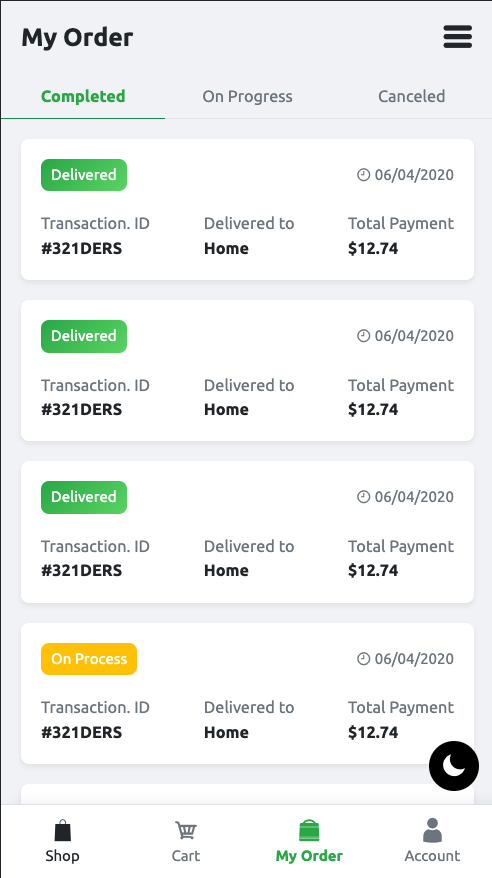 My Order
Completed On Progress Canceled
Delivered 06/04/2020
Transaction. ID Delivered to Total Payment
#321DERS Home $12.74
Delivered 06/04/2020
Transaction. ID Delivered to Total Payment
#321DERS Home $12.74
Delivered 06/04/2020
Transaction. ID Delivered to Total Payment
#321DERS Home $12.74
On Process 06/04/2020
Transaction. ID Delivered to Total Payment
#321DERS Home $12.74
Shop Cart My Order Account